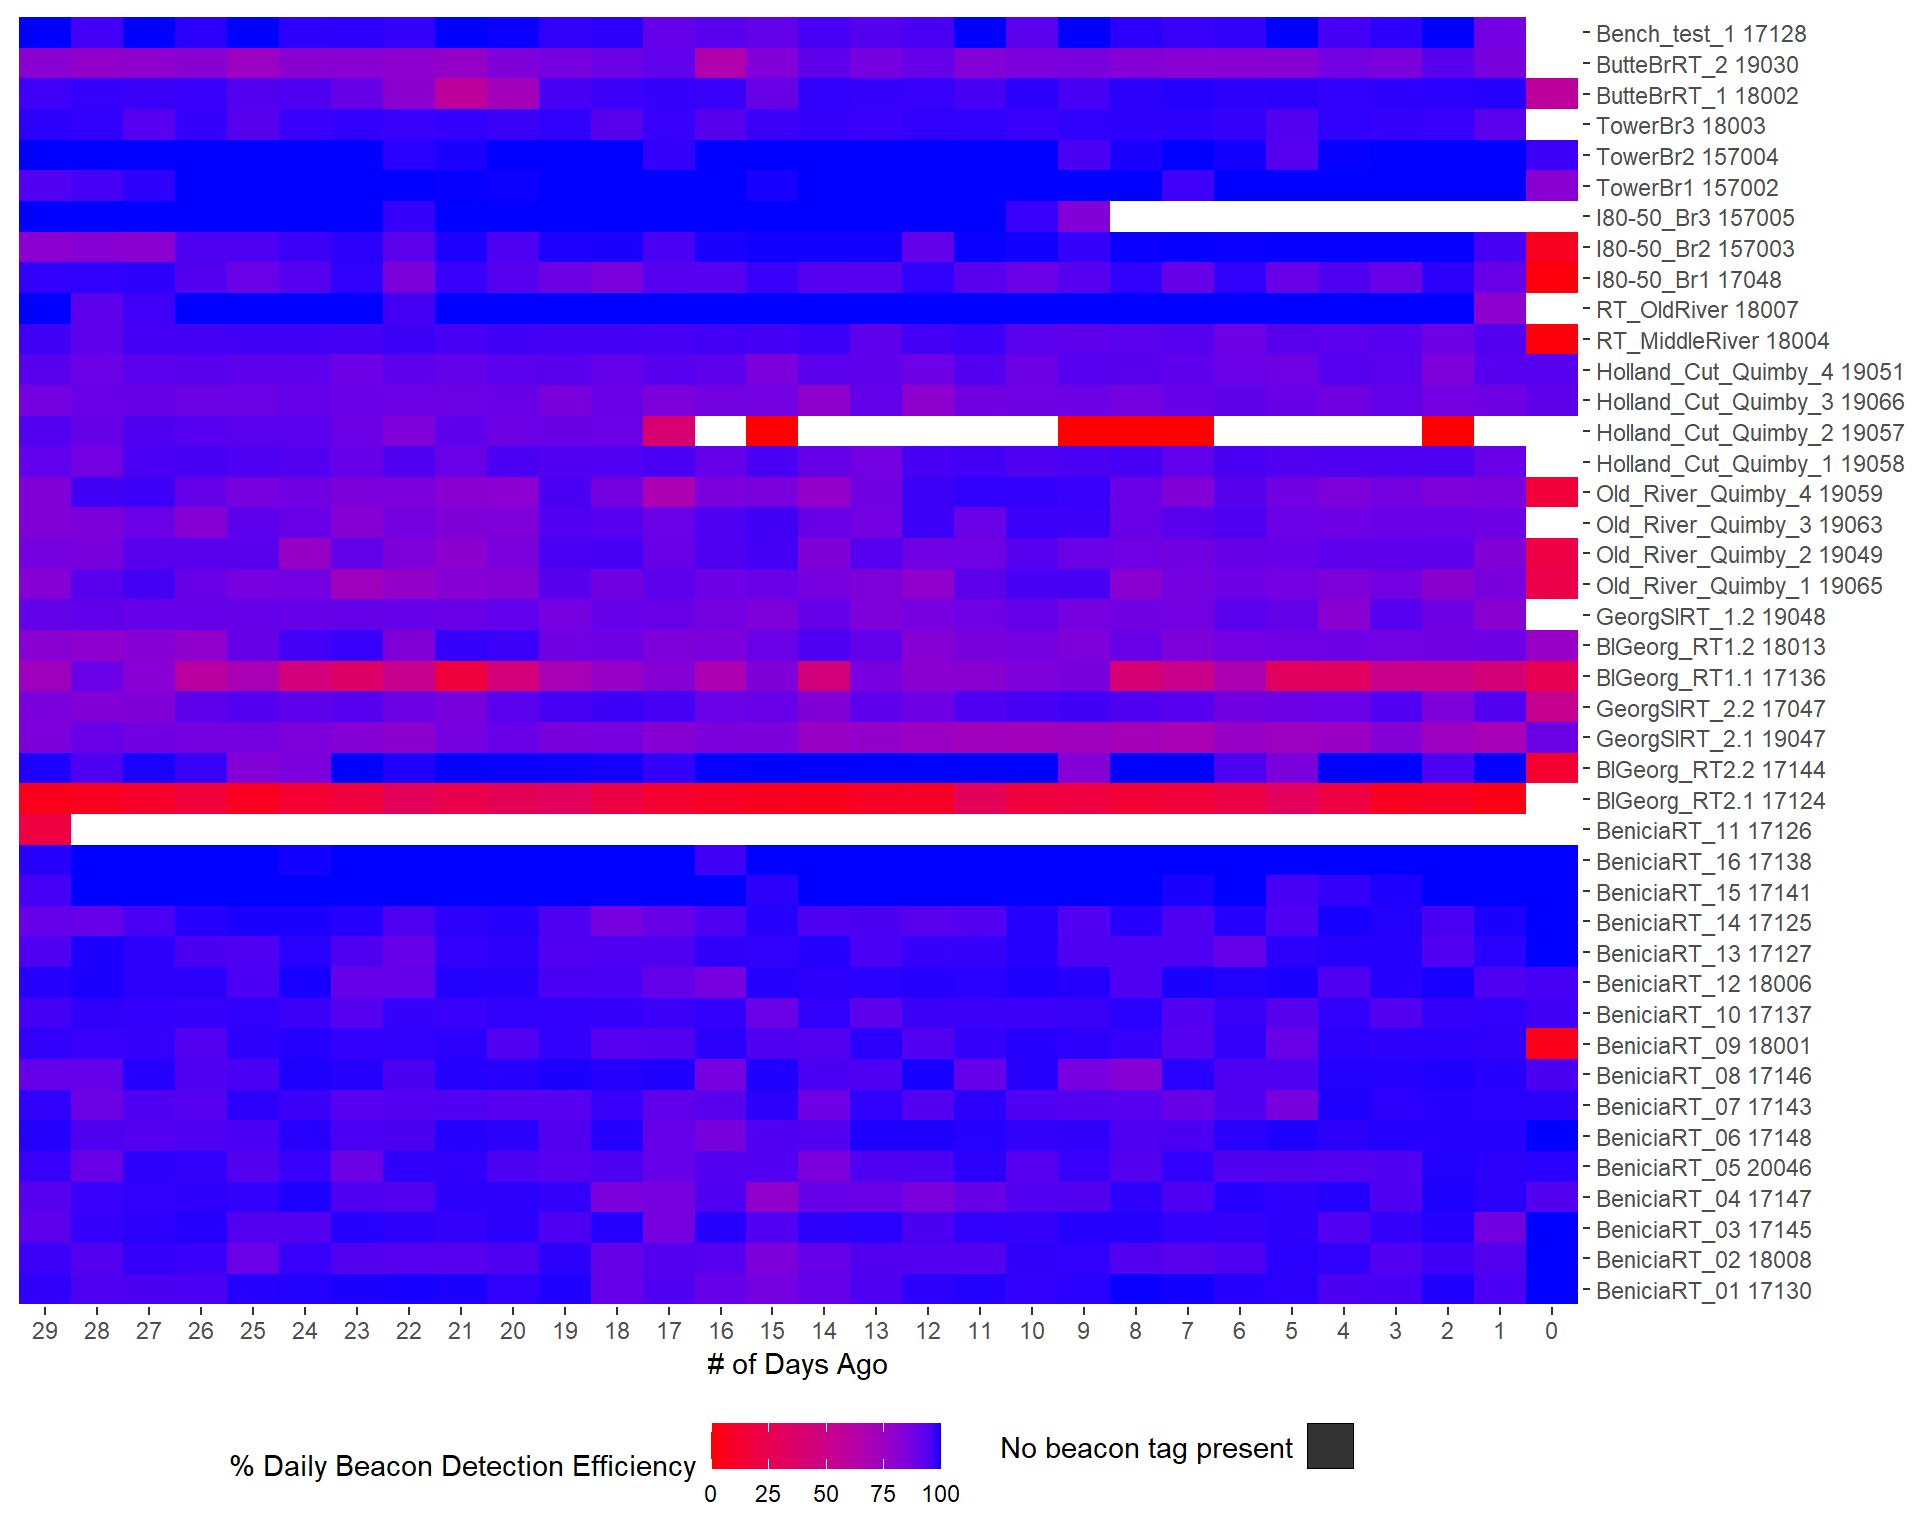 Bench_test_1 17128
ButteBrRT_2 19030
ButteBrRT_1 18002
TowerBr3 18003
TowerBr2 157004
TowerBr1 157002
I80-50_Br3 157005
I80-50_Br2 157003
I80-50_Br1 17048
RT_OldRiver 18007
RT_MiddleRiver 18004
Holland_Cut_Quimby_4 19051
Holland_Cut_Quimby_3 19066
Holland_Cut_Quimby_2 19057
Holland_Cut_Quimby_1 19058
Old_River_Quimby_4 19059
Old_River_Quimby_3 19063
Old_River_Quimby_2 19049
Old_River_Quimby_1 19065
GeorgSlRT_1.2 19048
BlGeorg_RT1.2 18013
BlGeorg_RT1.1 17136
GeorgSlRT_2.2 17047
GeorgSlRT_2.1 19047
BlGeorg_RT2.2 17144
BlGeorg_RT2.1 17124
BeniciaRT_11 17126
BeniciaRT_16 17138
BeniciaRT_15 17141
BeniciaRT_14 17125
BeniciaRT_13 17127
BeniciaRT_12 18006
BeniciaRT_10 17137
BeniciaRT_09 18001
BeniciaRT_08 17146
BeniciaRT_07 17143
BeniciaRT_06 17148
BeniciaRT_05 20046
BeniciaRT_04 17147
BeniciaRT_03 17145
BeniciaRT_02 18008
BeniciaRT_01 17130
29 28 27 26 25 24 23 22 21 20 19 18 17 16 15 14 13 12 11 10 9 8 7 6 5 4 3 2 1 0
# of Days Ago
% Daily Beacon Detection Efficiency
0 25 50 75 100
No beacon tag present